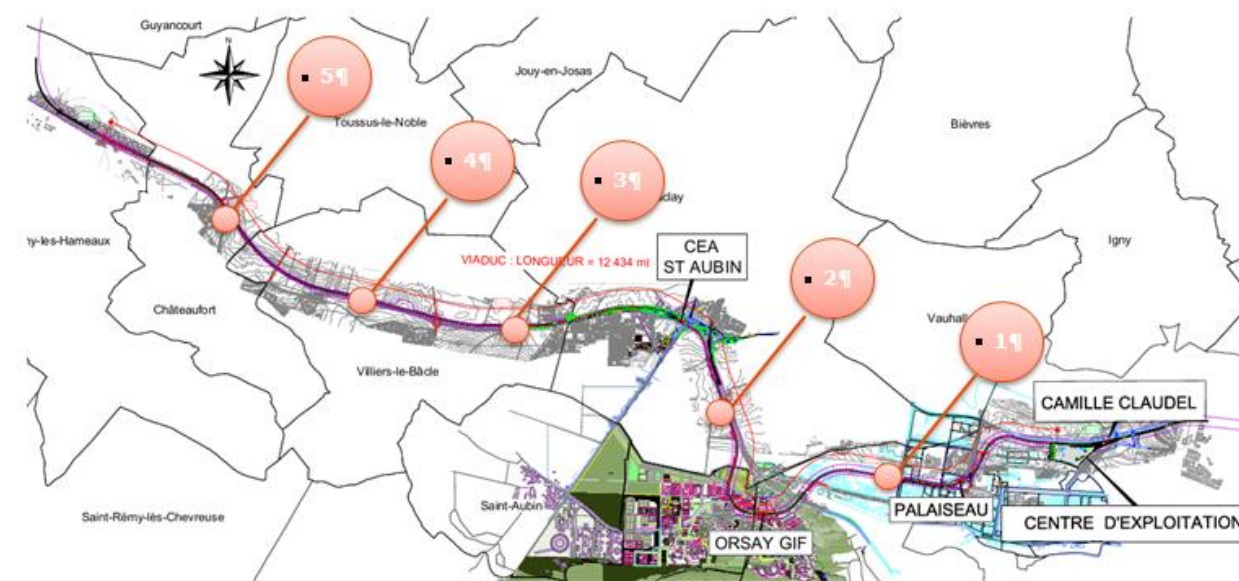 Guyancourt
N
▪ 5¶
Jouy-en-Josas
Toussus-le-Noble
Bièvres
▪ 4¶
▪ 3¶
clay
ny-les-Hameaux
CEA
ST AUBIN
Igny
VIADUC : LONGUEUR = 12 434 ml
▪ 2¶
Châteaufort
Vauhall
▪ 1¶
Villiers-le-Bâcle
CAMILLE CLAUDEL
Saint-Aubin
PALAISEAU
Saint-Rémy-lès-Chevreuse
CENTRE D'EXPLOITATION
ORSAY GIF